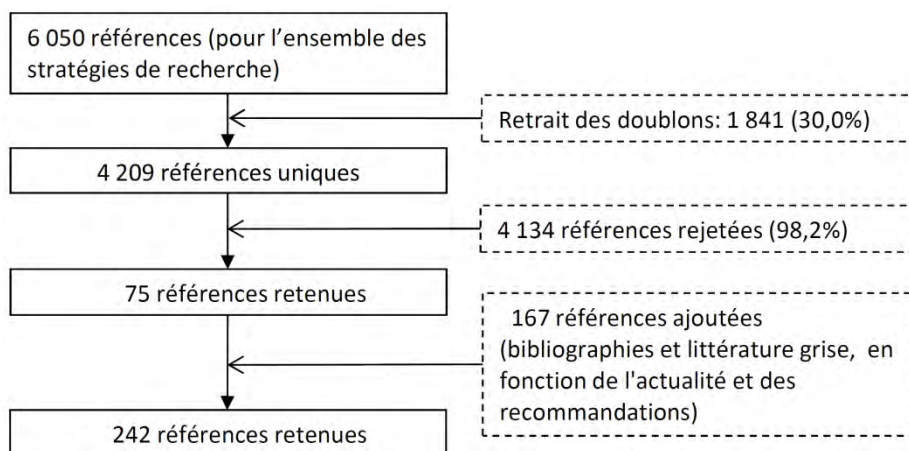 6 050 références (pour l’ensemble des
stratégies de recherche)
Retrait des doublons: 1 841 (30,0%)
4 209 références uniques
4 134 références rejetées (98,2%)
75 références retenues
167 références ajoutées
(bibliographies et littérature grise, en
fonction de l'actualité et des
recommandations)
242 références retenues